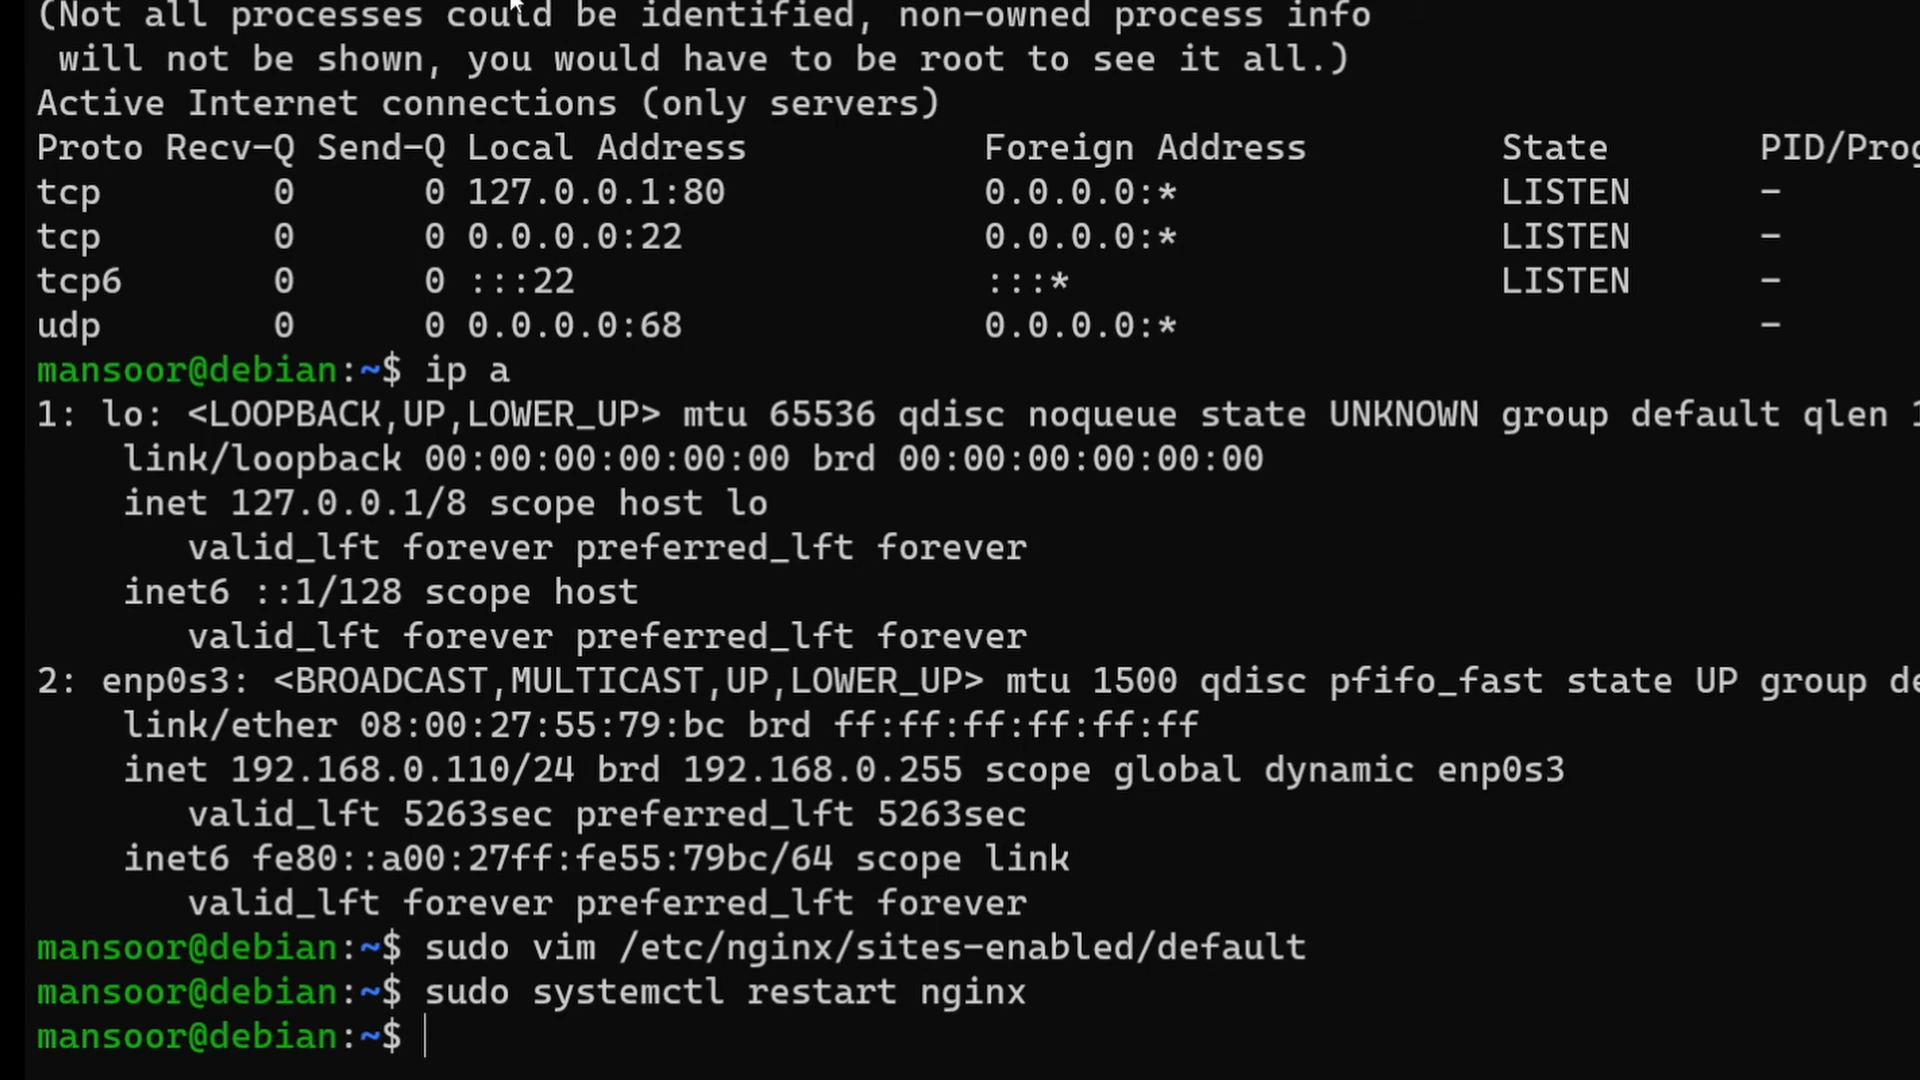 (Not all processes could be identified, non-owned process info
 will not be shown, you would have to be root to see it all.)
Active Internet connections (only servers)
Proto Recv-Q Send-Q Local Address           Foreign Address         State       PID/Prog
tcp        0      0 127.0.0.1:80            0.0.0.0:*               LISTEN      -
tcp        0      0 0.0.0.0:22              0.0.0.0:*               LISTEN      -
tcp6       0      0 :::22                   :::*                    LISTEN      -
udp        0      0 0.0.0.0:68              0.0.0.0:*                           -
mansoor@debian:~$ ip a
1: lo: <LOOPBACK,UP,LOWER_UP> mtu 65536 qdisc noqueue state UNKNOWN group default qlen 1
    link/loopback 00:00:00:00:00:00 brd 00:00:00:00:00:00
    inet 127.0.0.1/8 scope host lo
       valid_lft forever preferred_lft forever
    inet6 ::1/128 scope host
       valid_lft forever preferred_lft forever
2: enp0s3: <BROADCAST,MULTICAST,UP,LOWER_UP> mtu 1500 qdisc pfifo_fast state UP group de
    link/ether 08:00:27:55:79:bc brd ff:ff:ff:ff:ff:ff
    inet 192.168.0.110/24 brd 192.168.0.255 scope global dynamic enp0s3
       valid_lft 5263sec preferred_lft 5263sec
    inet6 fe80::a00:27ff:fe55:79bc/64 scope link
       valid_lft forever preferred_lft forever
mansoor@debian:~$ sudo vim /etc/nginx/sites-enabled/default
mansoor@debian:~$ sudo systemctl restart nginx
mansoor@debian:~$